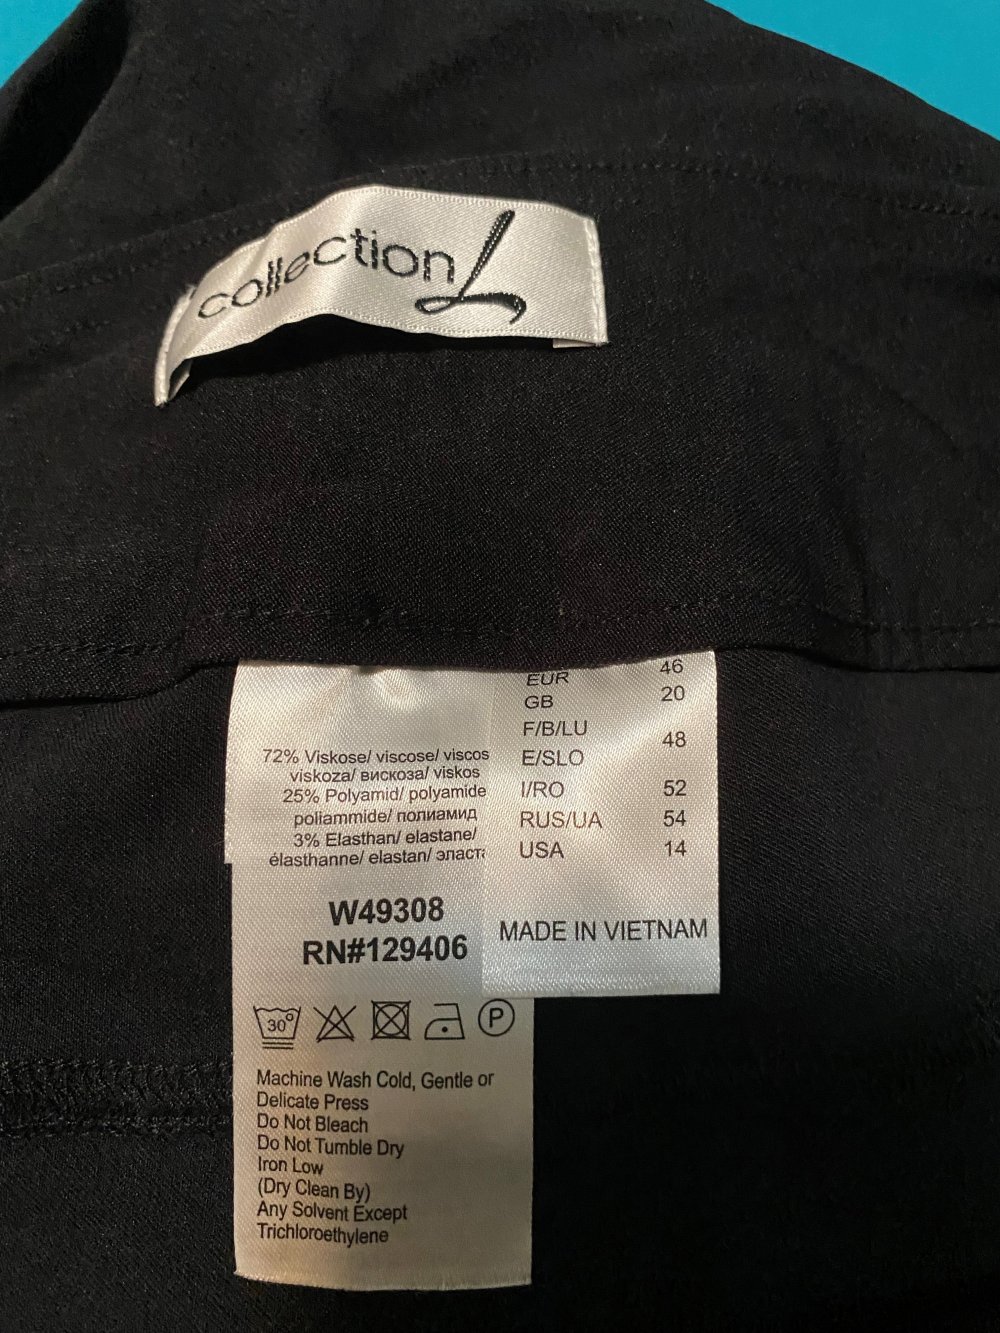 collection L
EUR 46
GB 20
F/B/LU
E/SLO 48
I/RO 52
RUS/UA 54
USA 14
MADE IN VIETNAM
72% Viskose/ viscose/ viscos
viskoza/ вискоза/ viskos
25% Polyamid/ polyamide
poliammide/ полиамид
3% Elasthan/ elastane/
élasthanne/ elastan/ эласт
W49308
RN#129406
30°
P
Machine Wash Cold, Gentle or
Delicate Press
Do Not Bleach
Do Not Tumble Dry
Iron Low
(Dry Clean By)
Any Solvent Except
Trichloroethylene